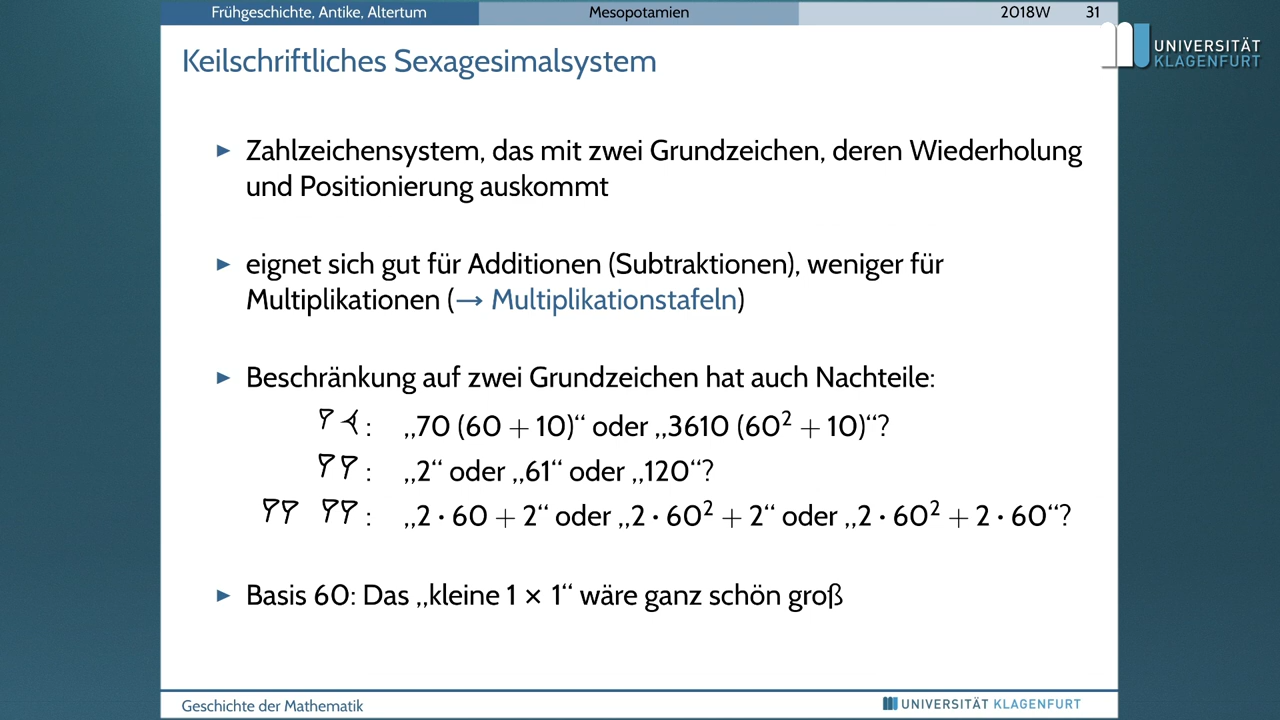 Frühgeschichte, Antike, Altertum Mesopotamien 2018W 31
UNIVERSITÄT
KLAGENFURT
Keilschriftliches Sexagesimalsystem
▶ Zahlzeichensystem, das mit zwei Grundzeichen, deren Wiederholung
und Positionierung auskommt
▶ eignet sich gut für Additionen (Subtraktionen), weniger für
Multiplikationen (→ Multiplikationstafeln)
▶ Beschränkung auf zwei Grundzeichen hat auch Nachteile:
𒁹 𒌋 : „70 (60 + 10)“ oder „3610 (60² + 10)“?
𒁹 𒁹 : „2“ oder „61“ oder „120“?
𒁹𒁹 𒁹𒁹 : „2 · 60 + 2“ oder „2 · 60² + 2“ oder „2 · 60² + 2 · 60“?
▶ Basis 60: Das „kleine 1 × 1“ wäre ganz schön groß
Geschichte der Mathematik UNIVERSITÄT KLAGENFURT